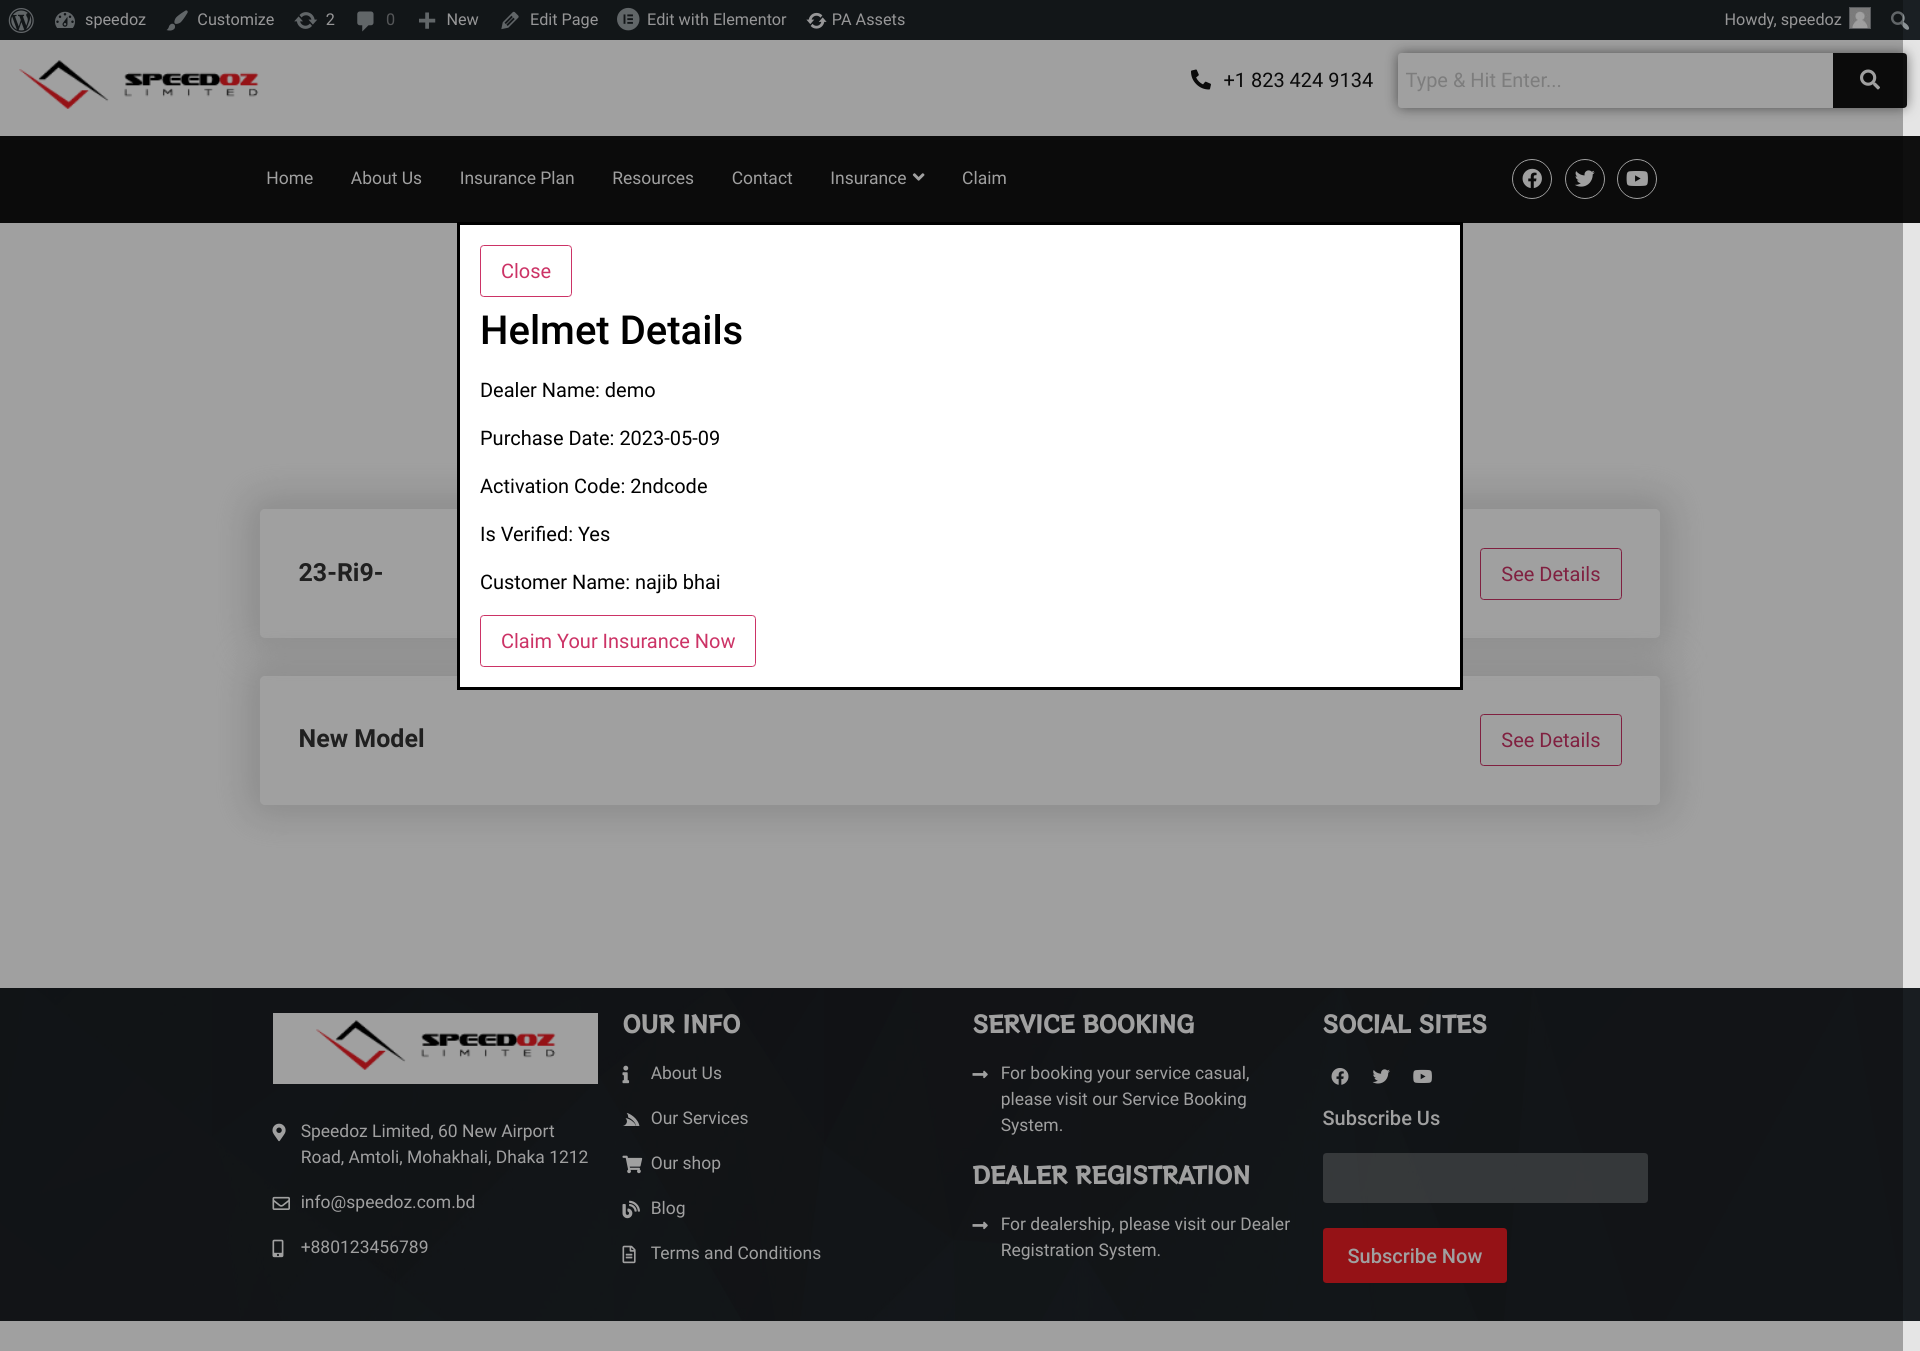 speedoz
Customize
2
0
New
Edit Page
Edit with Elementor
PA Assets
Howdy, speedoz
SPEEDOZ
LIMITED
+1 823 424 9134
Type & Hit Enter...
Home
About Us
Insurance Plan
Resources
Contact
Insurance
Claim
Close
Helmet Details
Dealer Name: demo
Purchase Date: 2023-05-09
Activation Code: 2ndcode
Is Verified: Yes
Customer Name: najib bhai
Claim Your Insurance Now
23-Ri9-
See Details
New Model
See Details
SPEEDOZ
LIMITED
Speedoz Limited, 60 New Airport
Road, Amtoli, Mohakhali, Dhaka 1212
info@speedoz.com.bd
+880123456789
OUR INFO
About Us
Our Services
Our shop
Blog
Terms and Conditions
SERVICE BOOKING
For booking your service casual,
please visit our Service Booking
System.
DEALER REGISTRATION
For dealership, please visit our Dealer
Registration System.
SOCIAL SITES
Subscribe Us
Subscribe Now